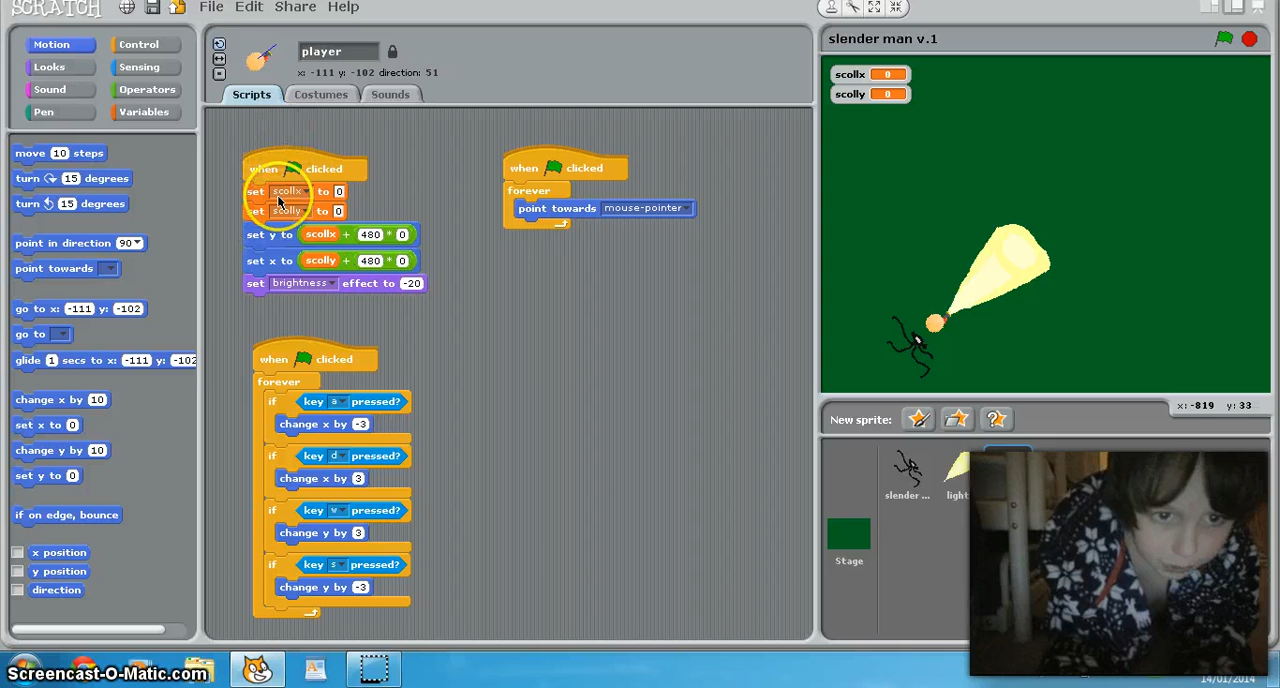 SCRATCH File Edit Share Help
Motion Control
Looks Sensing
Sound Operators
Pen Variables
move 10 steps
turn 15 degrees
turn 15 degrees
point in direction 90
point towards
go to x: -111 y: -102
go to
glide 1 secs to x: -111 y: -102
change x by 10
set x to 0
change y by 10
set y to 0
if on edge, bounce
x position
y position
direction
player
x: -111 y: -102 direction: 51
Scripts Costumes Sounds
when clicked
set scollx to 0
set scolly to 0
set y to scollx + 480 * 0
set x to scolly + 480 * 0
set brightness effect to -20
when clicked
forever
if key a pressed?
change x by -3
if key d pressed?
change x by 3
if key w pressed?
change y by 3
if key s pressed?
change y by -3
when clicked
forever
point towards mouse-pointer
slender man v.1
scollx 0
scolly 0
x: -819 y: 33
New sprite:
slender ... light
Stage
Screencast-O-Matic.com
14/01/2014